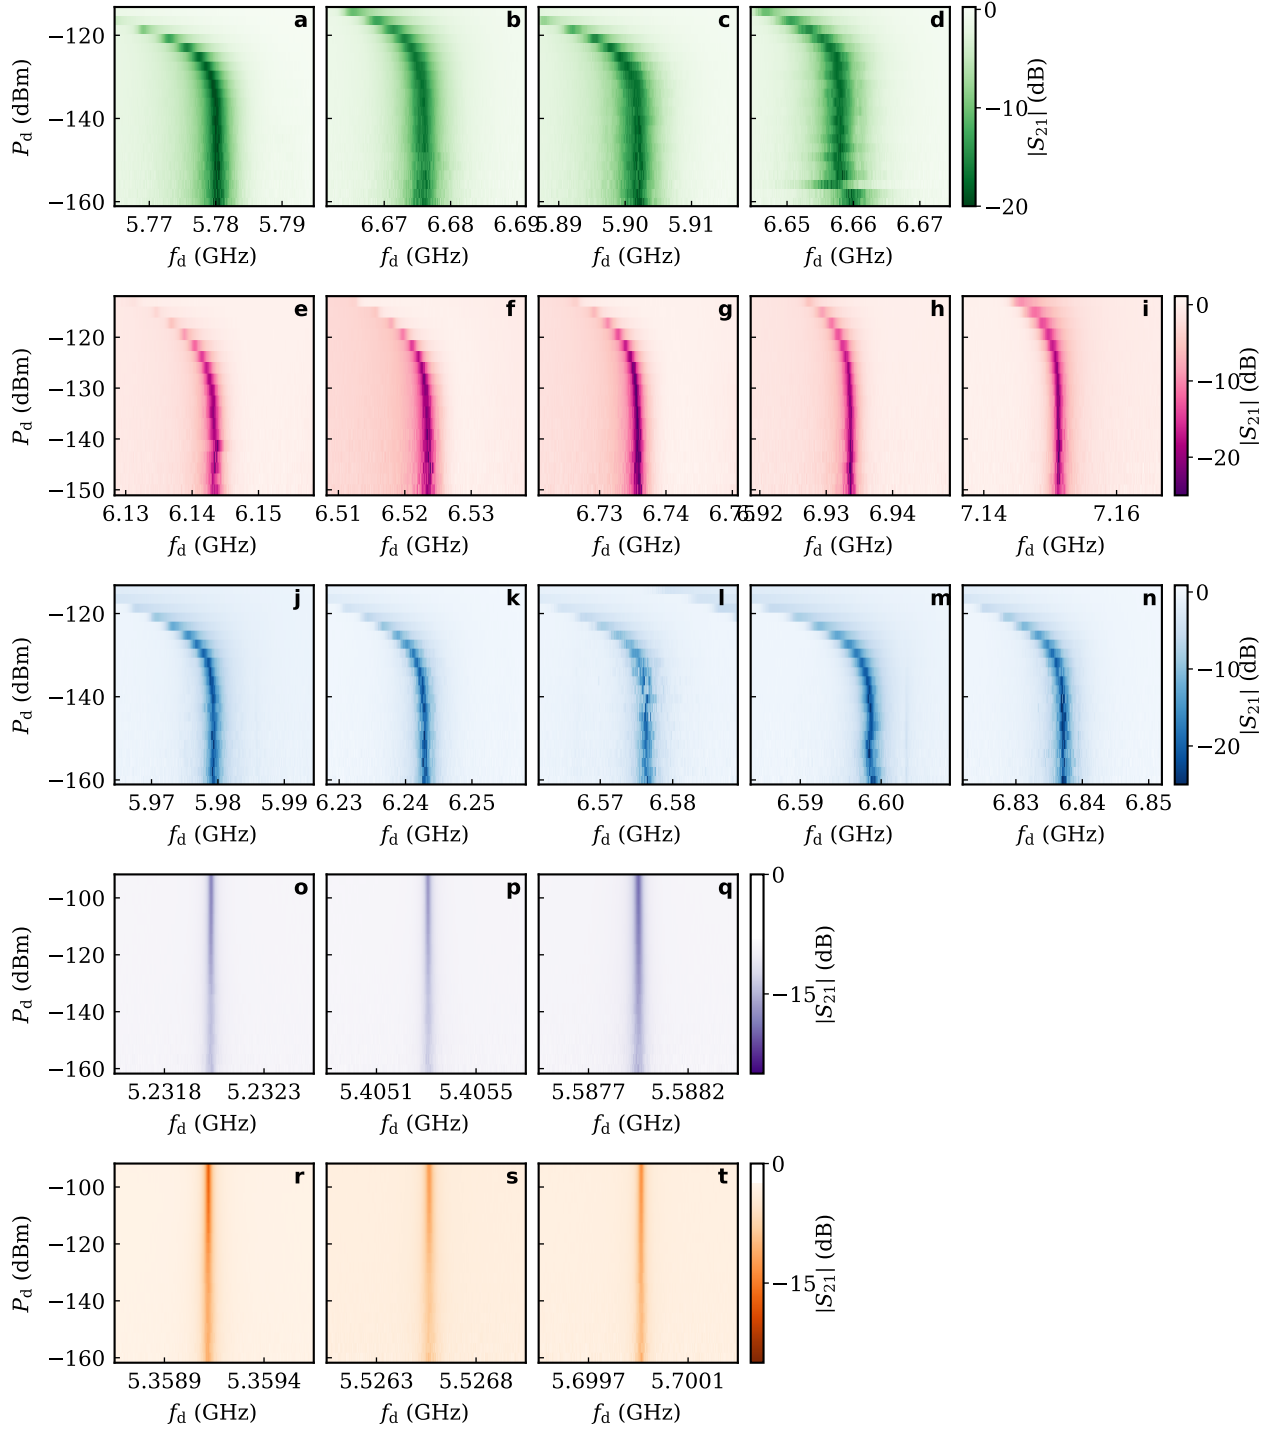 a b c d
0
−10
−20
|S21| (dB)
−120
−140
−160
Pd (dBm)
5.77 5.78 5.79 6.67 6.68 6.69 5.89 5.90 5.91 6.65 6.66 6.67
fd (GHz) fd (GHz) fd (GHz) fd (GHz)
e f g h i
0
−10
−20
|S21| (dB)
−120
−130
−140
−150
Pd (dBm)
6.13 6.14 6.15 6.51 6.52 6.53 6.73 6.74 6.75 6.92 6.93 6.94 7.14 7.16
fd (GHz) fd (GHz) fd (GHz) fd (GHz) fd (GHz)
j k l m n
0
−10
−20
|S21| (dB)
−120
−140
−160
Pd (dBm)
5.97 5.98 5.99 6.23 6.24 6.25 6.57 6.58 6.59 6.60 6.83 6.84 6.85
fd (GHz) fd (GHz) fd (GHz) fd (GHz) fd (GHz)
o p q
0
−15
|S21| (dB)
−100
−120
−140
−160
Pd (dBm)
5.2318 5.2323 5.4051 5.4055 5.5877 5.5882
fd (GHz) fd (GHz) fd (GHz)
r s t
0
−15
|S21| (dB)
−100
−120
−140
−160
Pd (dBm)
5.3589 5.3594 5.5263 5.5268 5.6997 5.7001
fd (GHz) fd (GHz) fd (GHz)